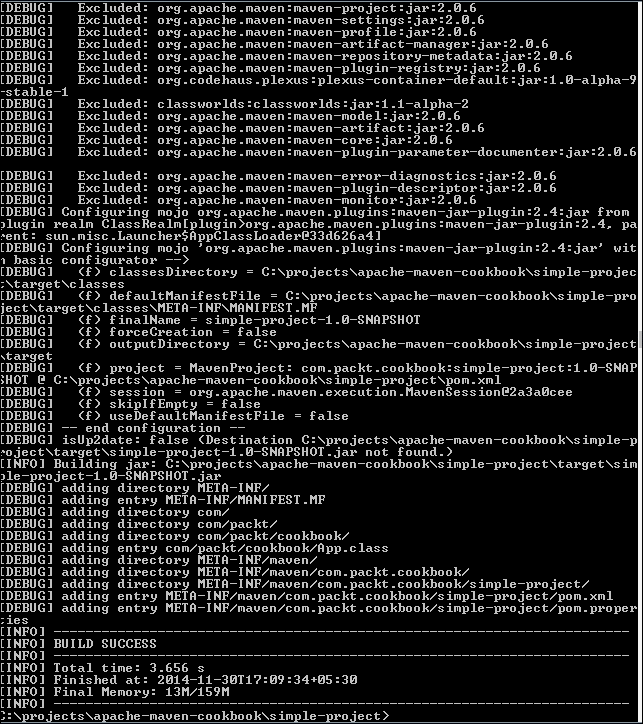 [DEBUG]   Excluded: org.apache.maven:maven-project:jar:2.0.6
[DEBUG]   Excluded: org.apache.maven:maven-settings:jar:2.0.6
[DEBUG]   Excluded: org.apache.maven:maven-profile:jar:2.0.6
[DEBUG]   Excluded: org.apache.maven:maven-artifact-manager:jar:2.0.6
[DEBUG]   Excluded: org.apache.maven:maven-repository-metadata:jar:2.0.6
[DEBUG]   Excluded: org.apache.maven:maven-plugin-registry:jar:2.0.6
[DEBUG]   Excluded: org.codehaus.plexus:plexus-container-default:jar:1.0-alpha-9
-stable-1
[DEBUG]   Excluded: classworlds:classworlds:jar:1.1-alpha-2
[DEBUG]   Excluded: org.apache.maven:maven-model:jar:2.0.6
[DEBUG]   Excluded: org.apache.maven:maven-artifact:jar:2.0.6
[DEBUG]   Excluded: org.apache.maven:maven-core:jar:2.0.6
[DEBUG]   Excluded: org.apache.maven:maven-plugin-parameter-documenter:jar:2.0.6
[DEBUG]   Excluded: org.apache.maven:maven-error-diagnostics:jar:2.0.6
[DEBUG]   Excluded: org.apache.maven:maven-plugin-descriptor:jar:2.0.6
[DEBUG]   Excluded: org.apache.maven:maven-monitor:jar:2.0.6
[DEBUG] Configuring mojo org.apache.maven.plugins:maven-jar-plugin:2.4:jar from
plugin realm ClassRealm[plugin>org.apache.maven.plugins:maven-jar-plugin:2.4, pa
rent: sun.misc.Launcher$AppClassLoader@33d626a4]
[DEBUG] Configuring mojo 'org.apache.maven.plugins:maven-jar-plugin:2.4:jar' wit
h basic configurator -->
[DEBUG]   (f) classesDirectory = C:\projects\apache-maven-cookbook\simple-projec
t\target\classes
[DEBUG]   (f) defaultManifestFile = C:\projects\apache-maven-cookbook\simple-pro
ject\target\classes\META-INF\MANIFEST.MF
[DEBUG]   (f) finalName = simple-project-1.0-SNAPSHOT
[DEBUG]   (f) forceCreation = false
[DEBUG]   (f) outputDirectory = C:\projects\apache-maven-cookbook\simple-project
\target
[DEBUG]   (f) project = MavenProject: com.packt.cookbook:simple-project:1.0-SNAP
SHOT @ C:\projects\apache-maven-cookbook\simple-project\pom.xml
[DEBUG]   (f) session = org.apache.maven.execution.MavenSession@2a3a0cee
[DEBUG]   (f) skipIfEmpty = false
[DEBUG]   (f) useDefaultManifestFile = false
[DEBUG] -- end configuration --
[DEBUG] isUp2date: false (Destination C:\projects\apache-maven-cookbook\simple-p
roject\target\simple-project-1.0-SNAPSHOT.jar not found.)
[INFO] Building jar: C:\projects\apache-maven-cookbook\simple-project\target\sim
ple-project-1.0-SNAPSHOT.jar
[DEBUG] adding directory META-INF/
[DEBUG] adding entry META-INF/MANIFEST.MF
[DEBUG] adding directory com/
[DEBUG] adding directory com/packt/
[DEBUG] adding directory com/packt/cookbook/
[DEBUG] adding entry com/packt/cookbook/App.class
[DEBUG] adding directory META-INF/maven/
[DEBUG] adding directory META-INF/maven/com.packt.cookbook/
[DEBUG] adding directory META-INF/maven/com.packt.cookbook/simple-project/
[DEBUG] adding entry META-INF/maven/com.packt.cookbook/simple-project/pom.xml
[DEBUG] adding entry META-INF/maven/com.packt.cookbook/simple-project/pom.proper
ties
[INFO] ------------------------------------------------------------------------
[INFO] BUILD SUCCESS
[INFO] ------------------------------------------------------------------------
[INFO] Total time: 3.656 s
[INFO] Finished at: 2014-11-30T17:09:34+05:30
[INFO] Final Memory: 13M/159M
[INFO] ------------------------------------------------------------------------
C:\projects\apache-maven-cookbook\simple-project>